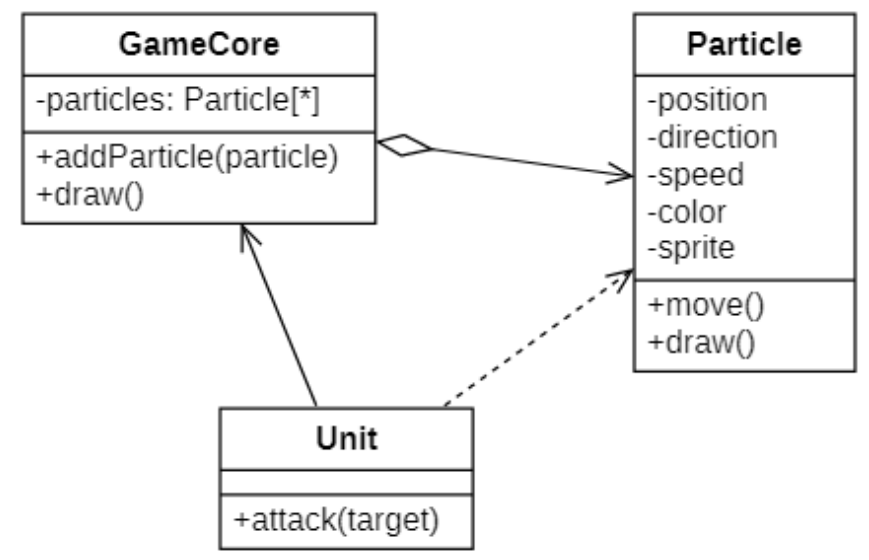 GameCore
-particles: Particle[*]
+addParticle(particle)
+draw()
Particle
-position
-direction
-speed
-color
-sprite
+move()
+draw()
Unit
+attack(target)